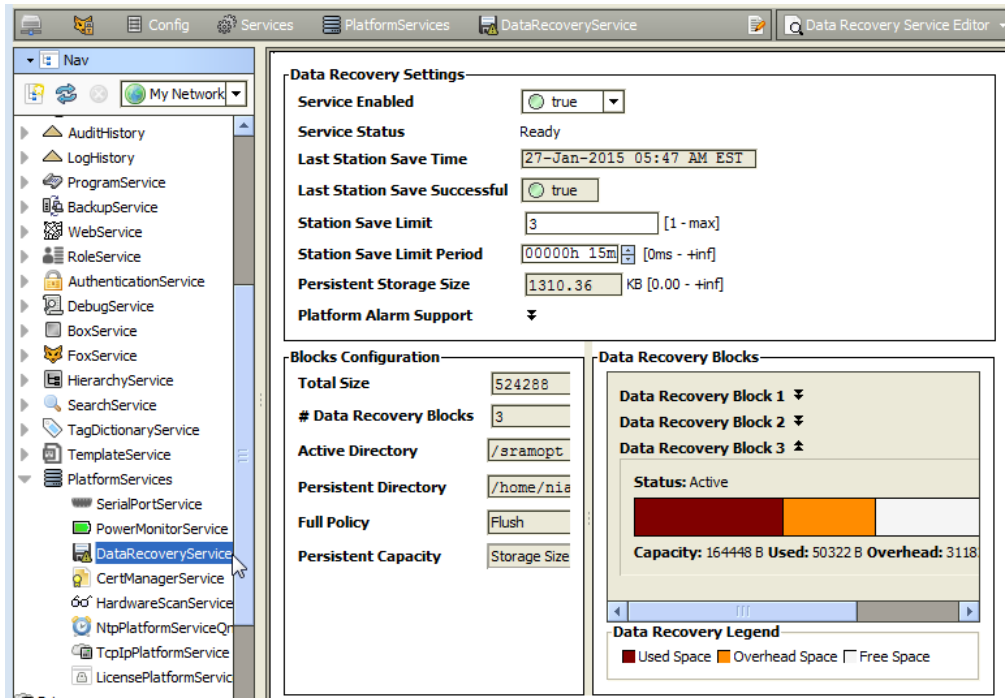 Config Services PlatformServices DataRecoveryService Data Recovery Service Editor
Nav
My Network
AuditHistory
LogHistory
ProgramService
BackupService
WebService
RoleService
AuthenticationService
DebugService
BoxService
FoxService
HierarchyService
SearchService
TagDictionaryService
TemplateService
PlatformServices
SerialPortService
PowerMonitorService
DataRecoveryService
CertManagerService
HardwareScanService
NtpPlatformServiceQn
TcpIpPlatformService
LicensePlatformServic
Data Recovery Settings
Service Enabled true
Service Status Ready
Last Station Save Time 27-Jan-2015 05:47 AM EST
Last Station Save Successful true
Station Save Limit 3 [1 - max]
Station Save Limit Period 00000h 15m [0ms - +inf]
Persistent Storage Size 1310.36 KB [0.00 - +inf]
Platform Alarm Support
Blocks Configuration
Total Size 524288
# Data Recovery Blocks 3
Active Directory /sramopt
Persistent Directory /home/nia
Full Policy Flush
Persistent Capacity Storage Size
Data Recovery Blocks
Data Recovery Block 1
Data Recovery Block 2
Data Recovery Block 3
Status: Active
Capacity: 164448 B Used: 50322 B Overhead: 3118
Data Recovery Legend
Used Space Overhead Space Free Space